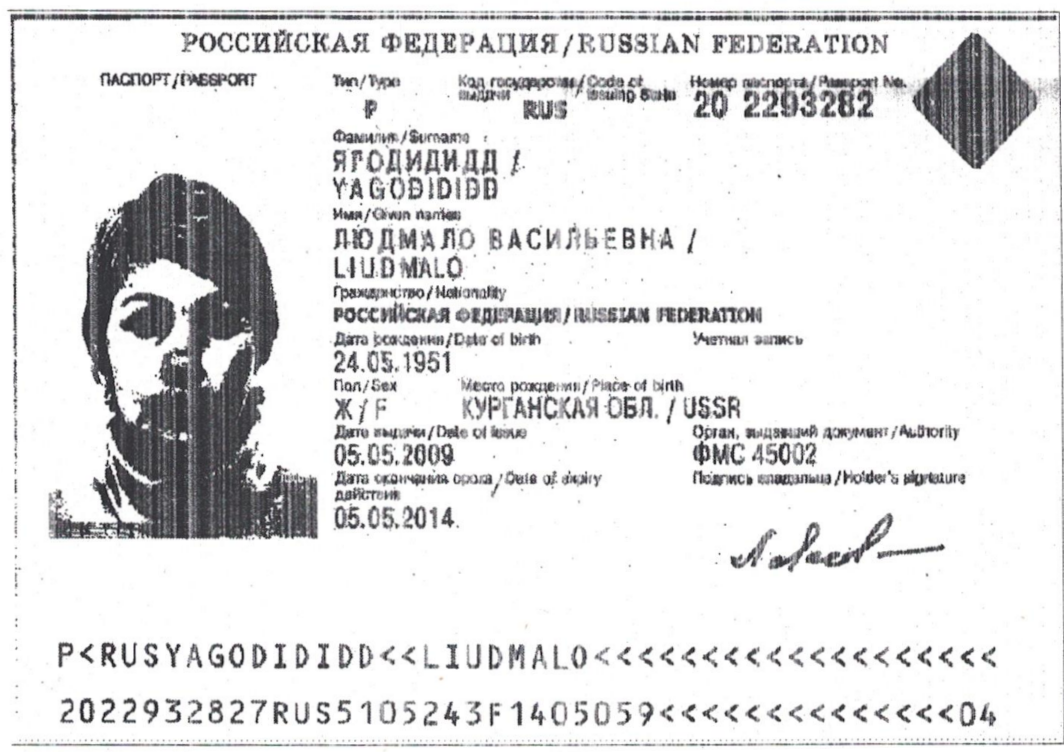 РОССИЙСКАЯ ФЕДЕРАЦИЯ/RUSSIAN FEDERATION
ПАСПОРТ/PASSPORT
Тип/Type
Код государства/Code of
выдачи issuing State
Номер паспорта/Passport No.
P
RUS
20 2293282
Фамилия/Surname
ЯГОДИДИДД /
YAGODIDIDD
Имя/Given names
ЛЮДМАЛО ВАСИЛЬЕВНА /
LIUDMALO
Гражданство/Nationality
РОССИЙСКАЯ ФЕДЕРАЦИЯ/RUSSIAN FEDERATION
Дата рождения/Date of birth
Учетная запись
24.05.1951
Пол/Sex
Место рождения/Place of birth
Ж/F
КУРГАНСКАЯ ОБЛ. / USSR
Дата выдачи/Date of issue
Орган, выдавший документ/Authority
05.05.2009
ФМС 45002
Дата окончания срока/Date of expiry
действия
Подпись владельца/Holder's signature
05.05.2014
P<RUSYAGODIDIDD<<LIUDMALO<<<<<<<<<<<<<<<<<<<
2022932827RUS5105243F1405059<<<<<<<<<<<<<<04